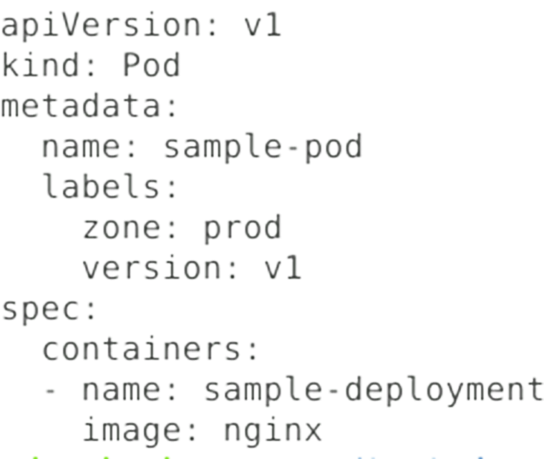 apiVersion: v1
kind: Pod
metadata:
  name: sample-pod
  labels:
    zone: prod
    version: v1
spec:
  containers:
  - name: sample-deployment
    image: nginx